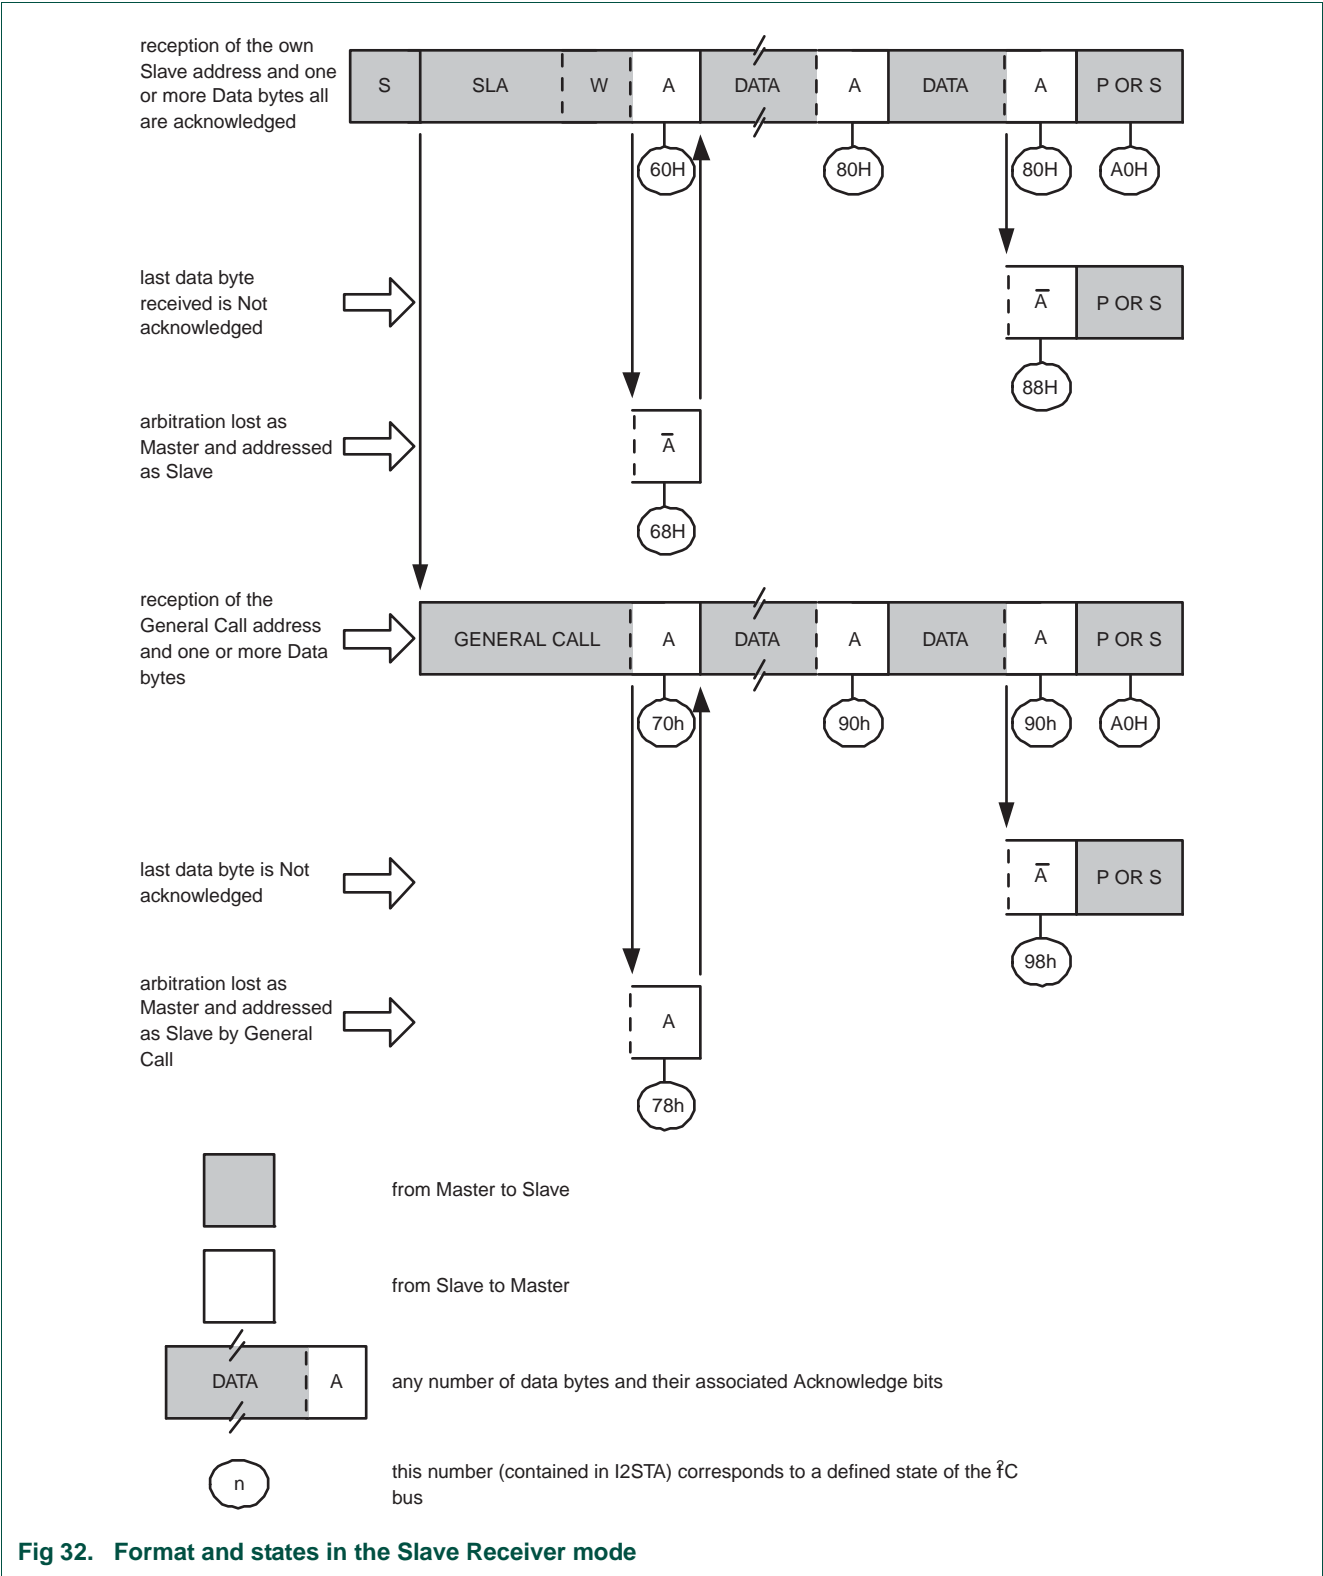 reception of the own
Slave address and one
or more Data bytes all
are acknowledged
S SLA W A DATA A DATA A P OR S
60H 80H 80H A0H
last data byte
received is Not
acknowledged
A̅ P OR S
88H
arbitration lost as
Master and addressed
as Slave
A̅
68H
reception of the
General Call address
and one or more Data
bytes
GENERAL CALL A DATA A DATA A P OR S
70h 90h 90h A0H
last data byte is Not
acknowledged
A̅ P OR S
98h
arbitration lost as
Master and addressed
as Slave by General
Call
A
78h
from Master to Slave
from Slave to Master
DATA A any number of data bytes and their associated Acknowledge bits
n this number (contained in I2STA) corresponds to a defined state of the I²C
bus
Fig 32. Format and states in the Slave Receiver mode